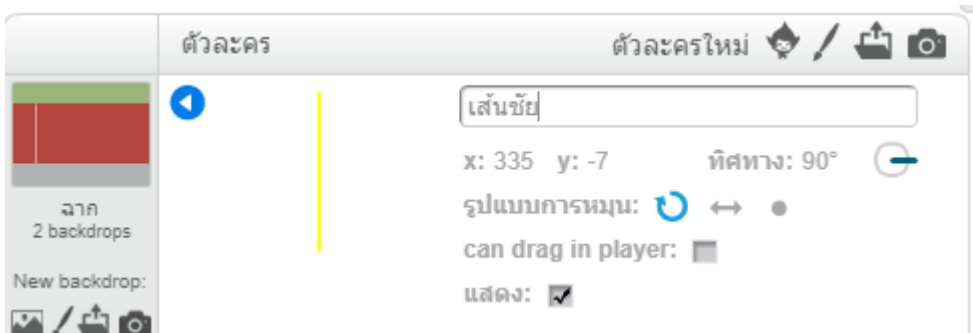 ตัวละคร ตัวละครใหม่
เส้นชัย
x: 335 y: -7 ทิศทาง: 90°
ฉาก
รูปแบบการหมุน:
2 backdrops
can drag in player:
New backdrop:
แสดง: